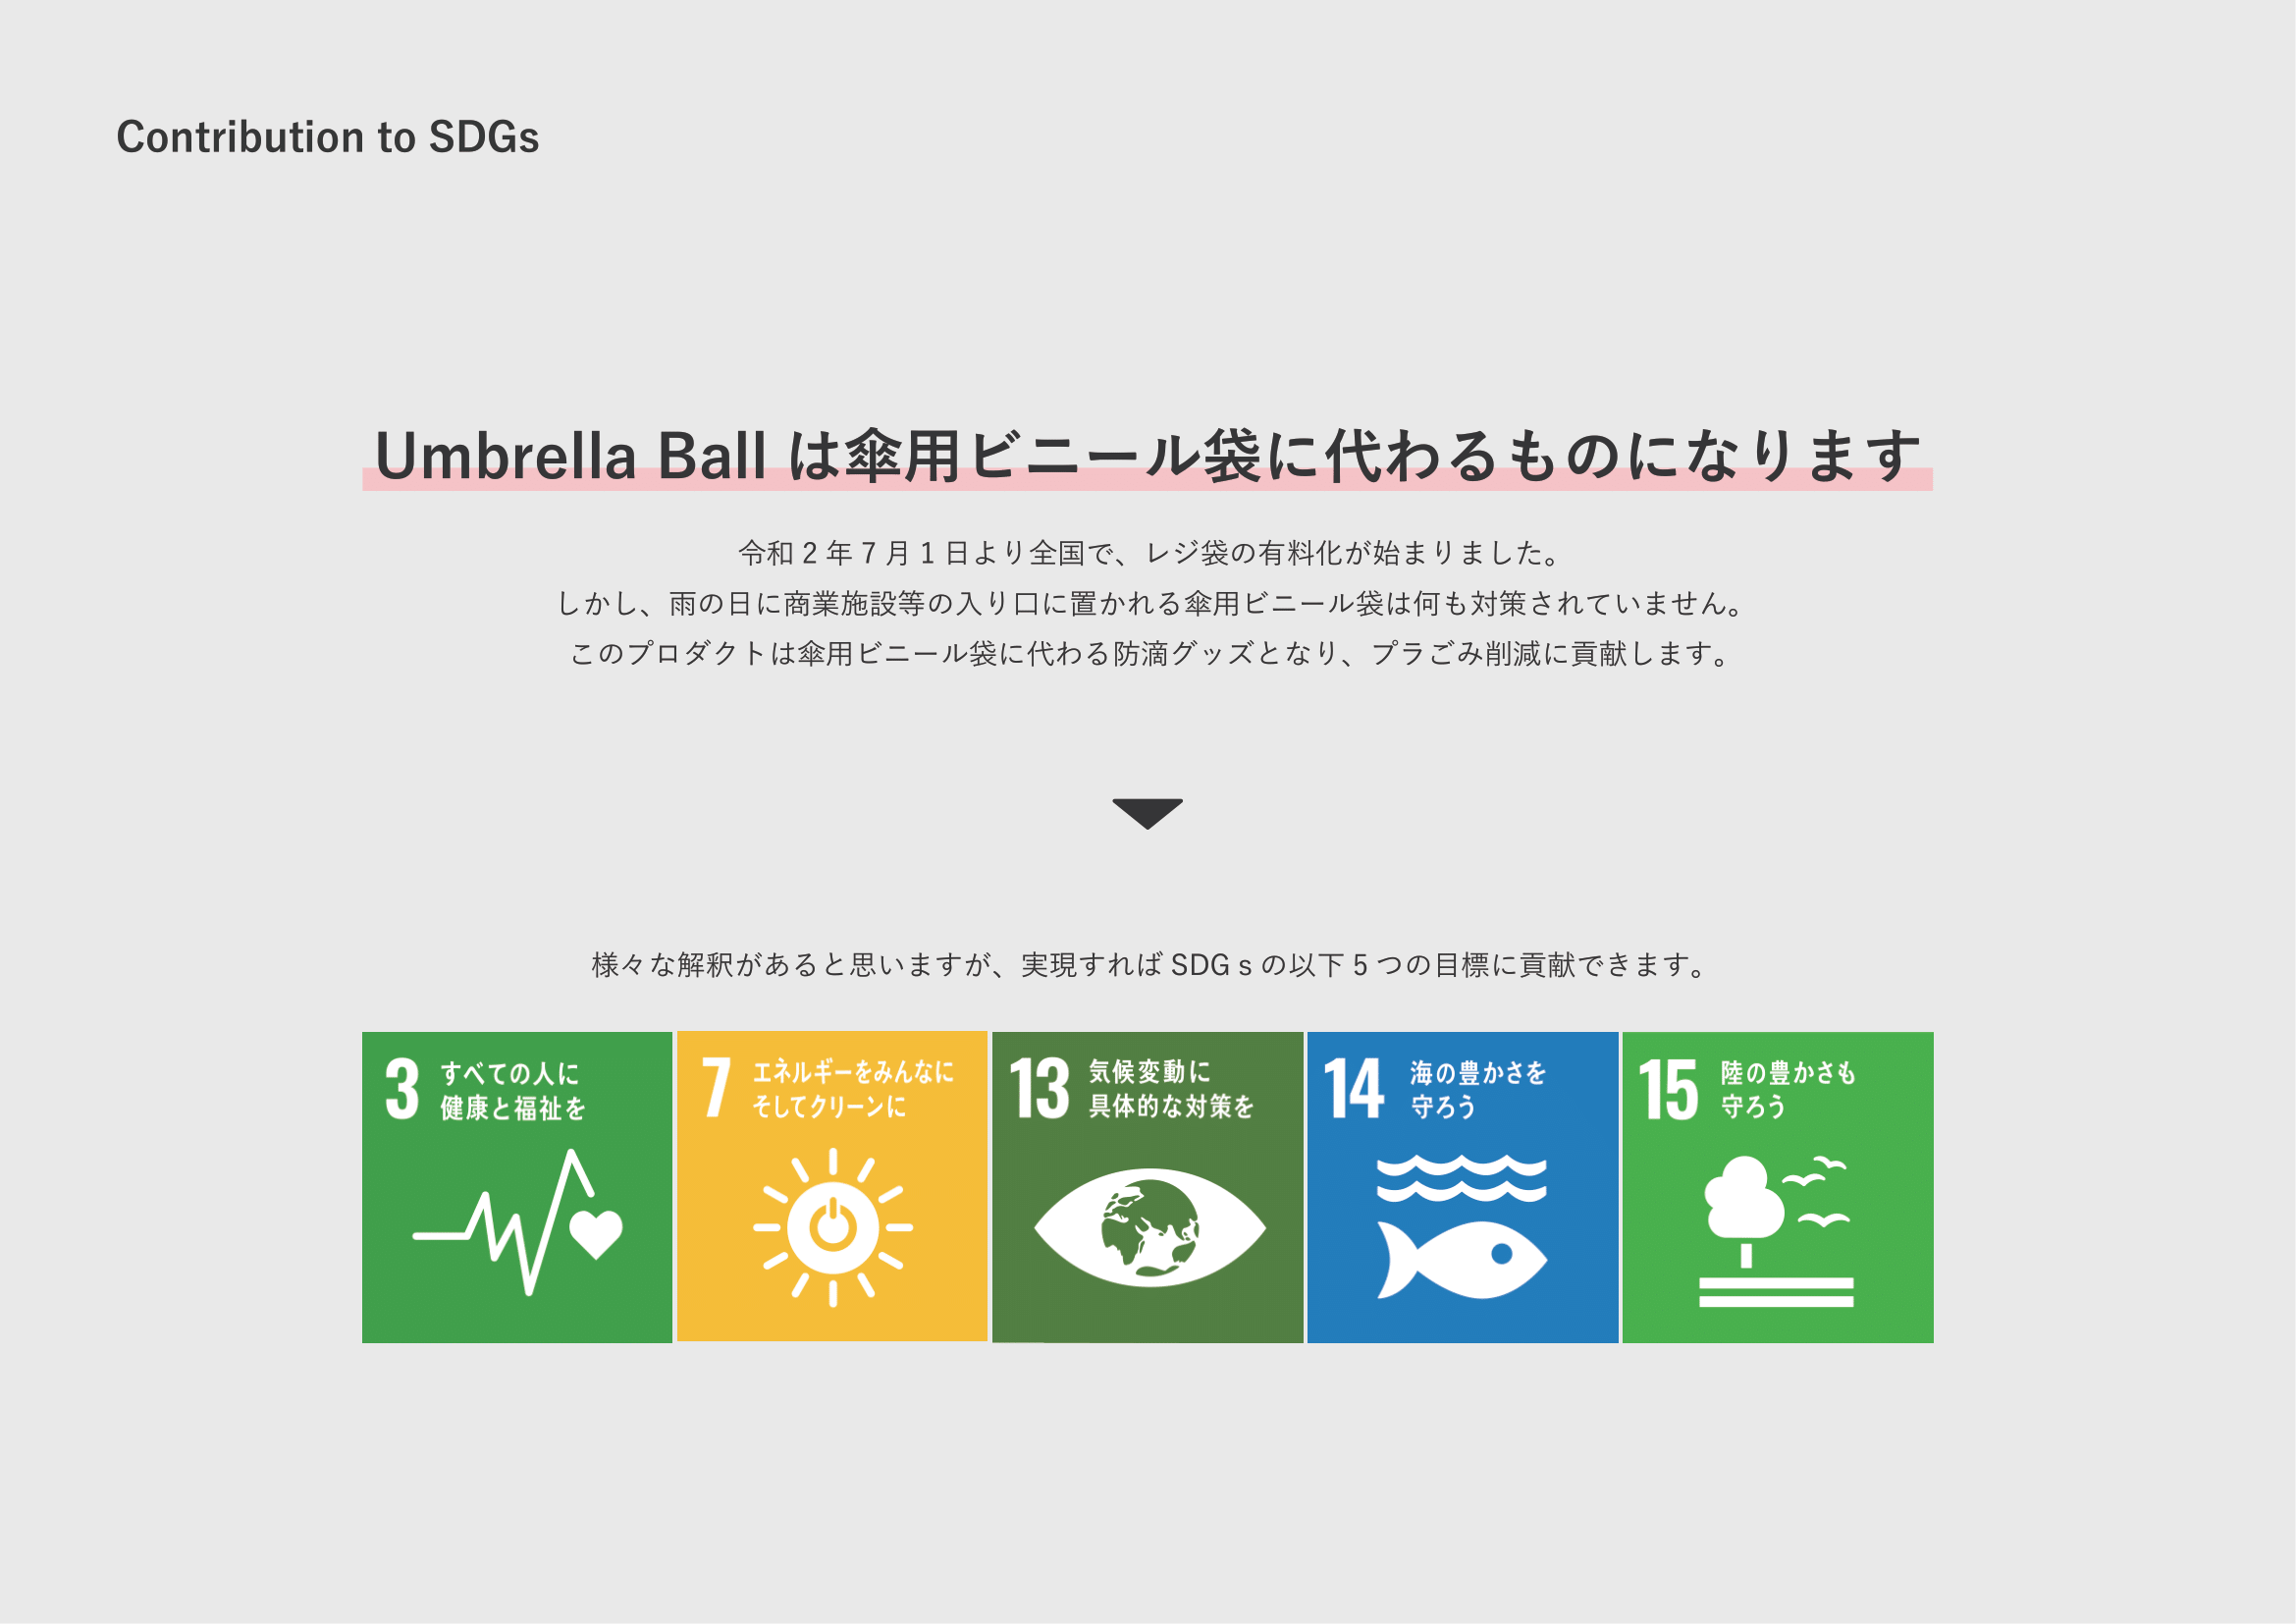 Contribution to SDGs
Umbrella Ball は傘用ビニール袋に代わるものになります
令和 2 年 7 月 1 日より全国で、レジ袋の有料化が始まりました。
しかし、雨の日に商業施設等の入り口に置かれる傘用ビニール袋は何も対策されていません。
このプロダクトは傘用ビニール袋に代わる防滴グッズとなり、プラごみ削減に貢献します。
様々な解釈があると思いますが、実現すれば SDG s の以下 5 つの目標に貢献できます。
3 すべての人に
健康と福祉を
7 エネルギーをみんなに
そしてクリーンに
13 気候変動に
具体的な対策を
14 海の豊かさを
守ろう
15 陸の豊かさも
守ろう